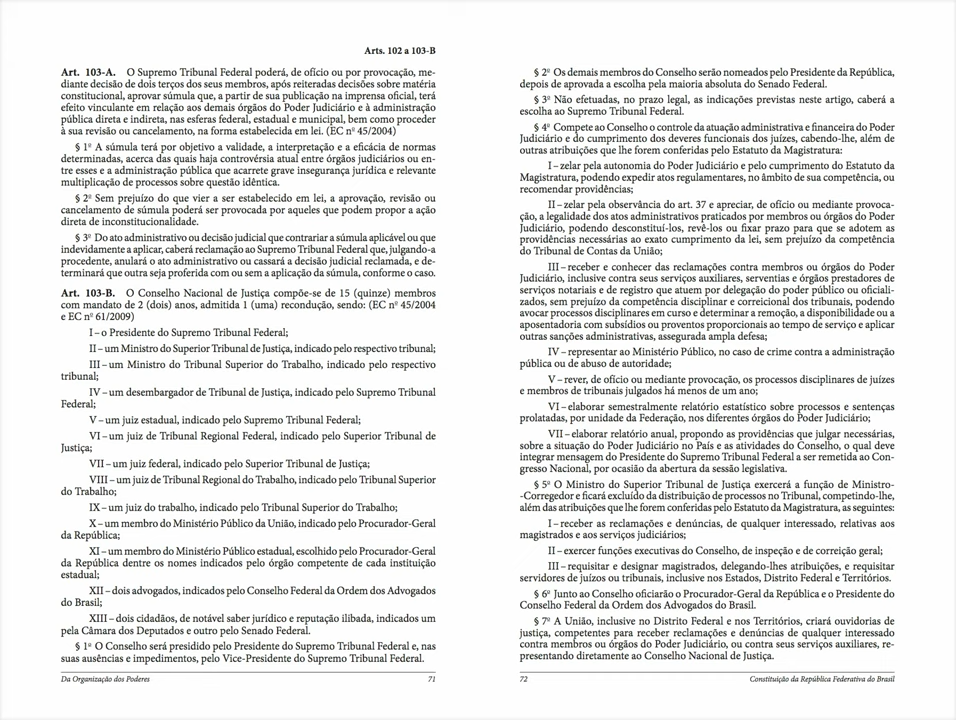 Arts. 102 a 103-B
Art. 103-A. O Supremo Tribunal Federal poderá, de ofício ou por provocação, me-
diante decisão de dois terços dos seus membros, após reiteradas decisões sobre matéria
constitucional, aprovar súmula que, a partir de sua publicação na imprensa oficial, terá
efeito vinculante em relação aos demais órgãos do Poder Judiciário e à administração
pública direta e indireta, nas esferas federal, estadual e municipal, bem como proceder
à sua revisão ou cancelamento, na forma estabelecida em lei. (EC nº 45/2004)
§ 1º A súmula terá por objetivo a validade, a interpretação e a eficácia de normas
determinadas, acerca das quais haja controvérsia atual entre órgãos judiciários ou en-
tre esses e a administração pública que acarrete grave insegurança jurídica e relevante
multiplicação de processos sobre questão idêntica.
§ 2º Sem prejuízo do que vier a ser estabelecido em lei, a aprovação, revisão ou
cancelamento de súmula poderá ser provocada por aqueles que podem propor a ação
direta de inconstitucionalidade.
§ 3º Do ato administrativo ou decisão judicial que contrariar a súmula aplicável ou que
indevidamente a aplicar, caberá reclamação ao Supremo Tribunal Federal que, julgando-a
procedente, anulará o ato administrativo ou cassará a decisão judicial reclamada, e de-
terminará que outra seja proferida com ou sem a aplicação da súmula, conforme o caso.
Art. 103-B. O Conselho Nacional de Justiça compõe-se de 15 (quinze) membros
com mandato de 2 (dois) anos, admitida 1 (uma) recondução, sendo: (EC nº 45/2004
e EC nº 61/2009)
I – o Presidente do Supremo Tribunal Federal;
II – um Ministro do Superior Tribunal de Justiça, indicado pelo respectivo tribunal;
III – um Ministro do Tribunal Superior do Trabalho, indicado pelo respectivo
tribunal;
IV – um desembargador de Tribunal de Justiça, indicado pelo Supremo Tribunal
Federal;
V – um juiz estadual, indicado pelo Supremo Tribunal Federal;
VI – um juiz de Tribunal Regional Federal, indicado pelo Superior Tribunal de
Justiça;
VII – um juiz federal, indicado pelo Superior Tribunal de Justiça;
VIII – um juiz de Tribunal Regional do Trabalho, indicado pelo Tribunal Superior
do Trabalho;
IX – um juiz do trabalho, indicado pelo Tribunal Superior do Trabalho;
X – um membro do Ministério Público da União, indicado pelo Procurador-Geral
da República;
XI – um membro do Ministério Público estadual, escolhido pelo Procurador-Geral
da República dentre os nomes indicados pelo órgão competente de cada instituição
estadual;
XII – dois advogados, indicados pelo Conselho Federal da Ordem dos Advogados
do Brasil;
XIII – dois cidadãos, de notável saber jurídico e reputação ilibada, indicados um
pela Câmara dos Deputados e outro pelo Senado Federal.
§ 1º O Conselho será presidido pelo Presidente do Supremo Tribunal Federal e, nas
suas ausências e impedimentos, pelo Vice-Presidente do Supremo Tribunal Federal.
Da Organização dos Poderes 71
§ 2º Os demais membros do Conselho serão nomeados pelo Presidente da República,
depois de aprovada a escolha pela maioria absoluta do Senado Federal.
§ 3º Não efetuadas, no prazo legal, as indicações previstas neste artigo, caberá a
escolha ao Supremo Tribunal Federal.
§ 4º Compete ao Conselho o controle da atuação administrativa e financeira do Poder
Judiciário e do cumprimento dos deveres funcionais dos juízes, cabendo-lhe, além de
outras atribuições que lhe forem conferidas pelo Estatuto da Magistratura:
I – zelar pela autonomia do Poder Judiciário e pelo cumprimento do Estatuto da
Magistratura, podendo expedir atos regulamentares, no âmbito de sua competência, ou
recomendar providências;
II – zelar pela observância do art. 37 e apreciar, de ofício ou mediante provoca-
ção, a legalidade dos atos administrativos praticados por membros ou órgãos do Poder
Judiciário, podendo desconstituí-los, revê-los ou fixar prazo para que se adotem as
providências necessárias ao exato cumprimento da lei, sem prejuízo da competência
do Tribunal de Contas da União;
III – receber e conhecer das reclamações contra membros ou órgãos do Poder
Judiciário, inclusive contra seus serviços auxiliares, serventias e órgãos prestadores de
serviços notariais e de registro que atuem por delegação do poder público ou oficiali-
zados, sem prejuízo da competência disciplinar e correicional dos tribunais, podendo
avocar processos disciplinares em curso e determinar a remoção, a disponibilidade ou a
aposentadoria com subsídios ou proventos proporcionais ao tempo de serviço e aplicar
outras sanções administrativas, assegurada ampla defesa;
IV – representar ao Ministério Público, no caso de crime contra a administração
pública ou de abuso de autoridade;
V – rever, de ofício ou mediante provocação, os processos disciplinares de juízes
e membros de tribunais julgados há menos de um ano;
VI – elaborar semestralmente relatório estatístico sobre processos e sentenças
prolatadas, por unidade da Federação, nos diferentes órgãos do Poder Judiciário;
VII – elaborar relatório anual, propondo as providências que julgar necessárias,
sobre a situação do Poder Judiciário no País e as atividades do Conselho, o qual deve
integrar mensagem do Presidente do Supremo Tribunal Federal a ser remetida ao Con-
gresso Nacional, por ocasião da abertura da sessão legislativa.
§ 5º O Ministro do Superior Tribunal de Justiça exercerá a função de Ministro-
-Corregedor e ficará excluído da distribuição de processos no Tribunal, competindo-lhe,
além das atribuições que lhe forem conferidas pelo Estatuto da Magistratura, as seguintes:
I – receber as reclamações e denúncias, de qualquer interessado, relativas aos
magistrados e aos serviços judiciários;
II – exercer funções executivas do Conselho, de inspeção e de correição geral;
III – requisitar e designar magistrados, delegando-lhes atribuições, e requisitar
servidores de juízos ou tribunais, inclusive nos Estados, Distrito Federal e Territórios.
§ 6º Junto ao Conselho oficiarão o Procurador-Geral da República e o Presidente do
Conselho Federal da Ordem dos Advogados do Brasil.
§ 7º A União, inclusive no Distrito Federal e nos Territórios, criará ouvidorias de
justiça, competentes para receber reclamações e denúncias de qualquer interessado
contra membros ou órgãos do Poder Judiciário, ou contra seus serviços auxiliares, re-
presentando diretamente ao Conselho Nacional de Justiça.
72 Constituição da República Federativa do Brasil